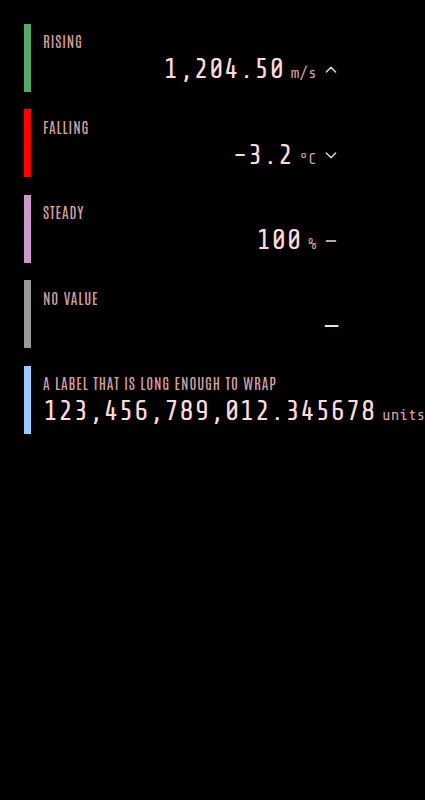 RISING
1,204.50 m/s
FALLING
−3.2 °C
STEADY
100 % –
NO VALUE
—
A LABEL THAT IS LONG ENOUGH TO WRAP
123,456,789,012.345678 units